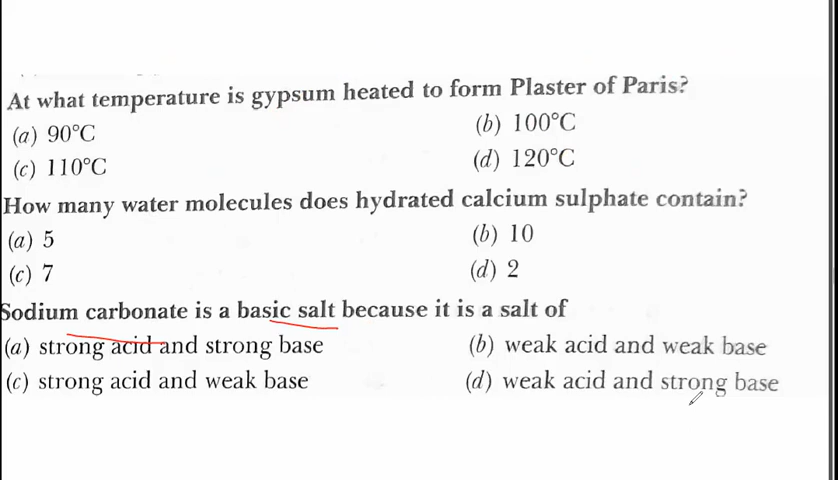 At what temperature is gypsum heated to form Plaster of Paris?
(a) 90°C (b) 100°C
(c) 110°C (d) 120°C
How many water molecules does hydrated calcium sulphate contain?
(a) 5 (b) 10
(c) 7 (d) 2
Sodium carbonate is a basic salt because it is a salt of
(a) strong acid and strong base (b) weak acid and weak base
(c) strong acid and weak base (d) weak acid and strong base